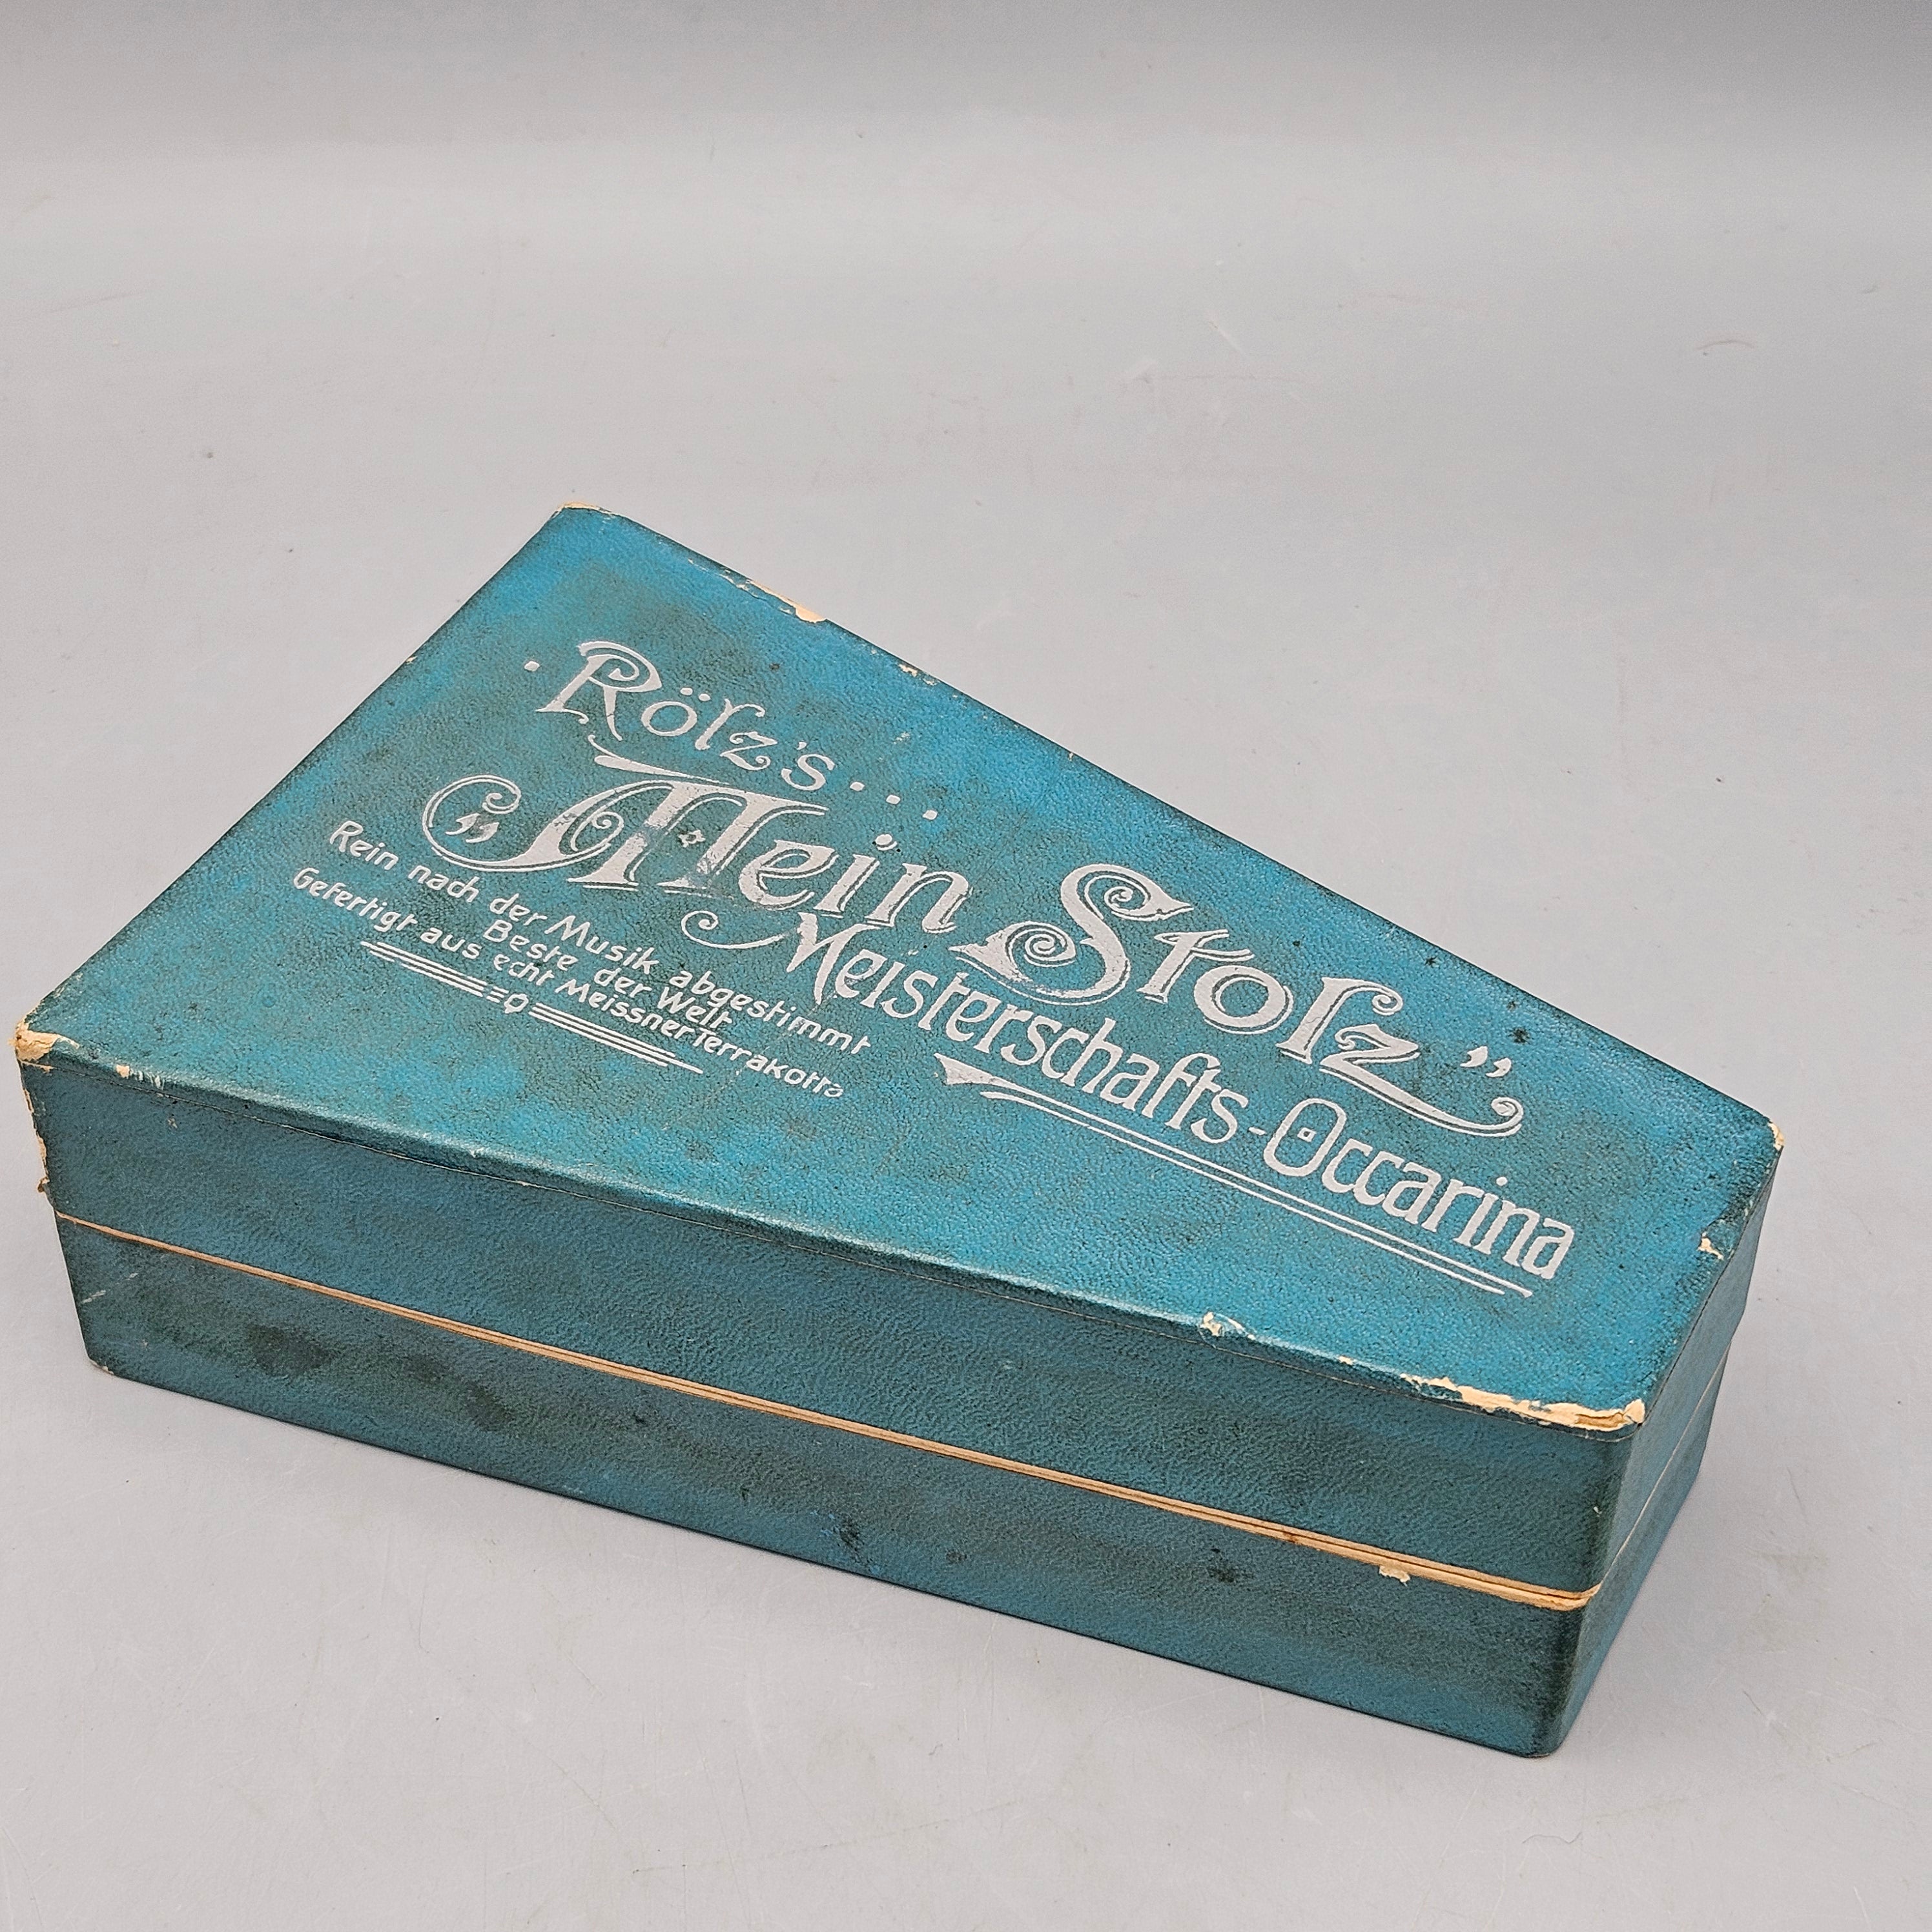 Rölz's...
„Mein Stolz”
Meisterschafts-Occarina
Rein nach der Musik abgestimmt
Beste der Welt
Gefertigt aus echt Meissner Terrakotta